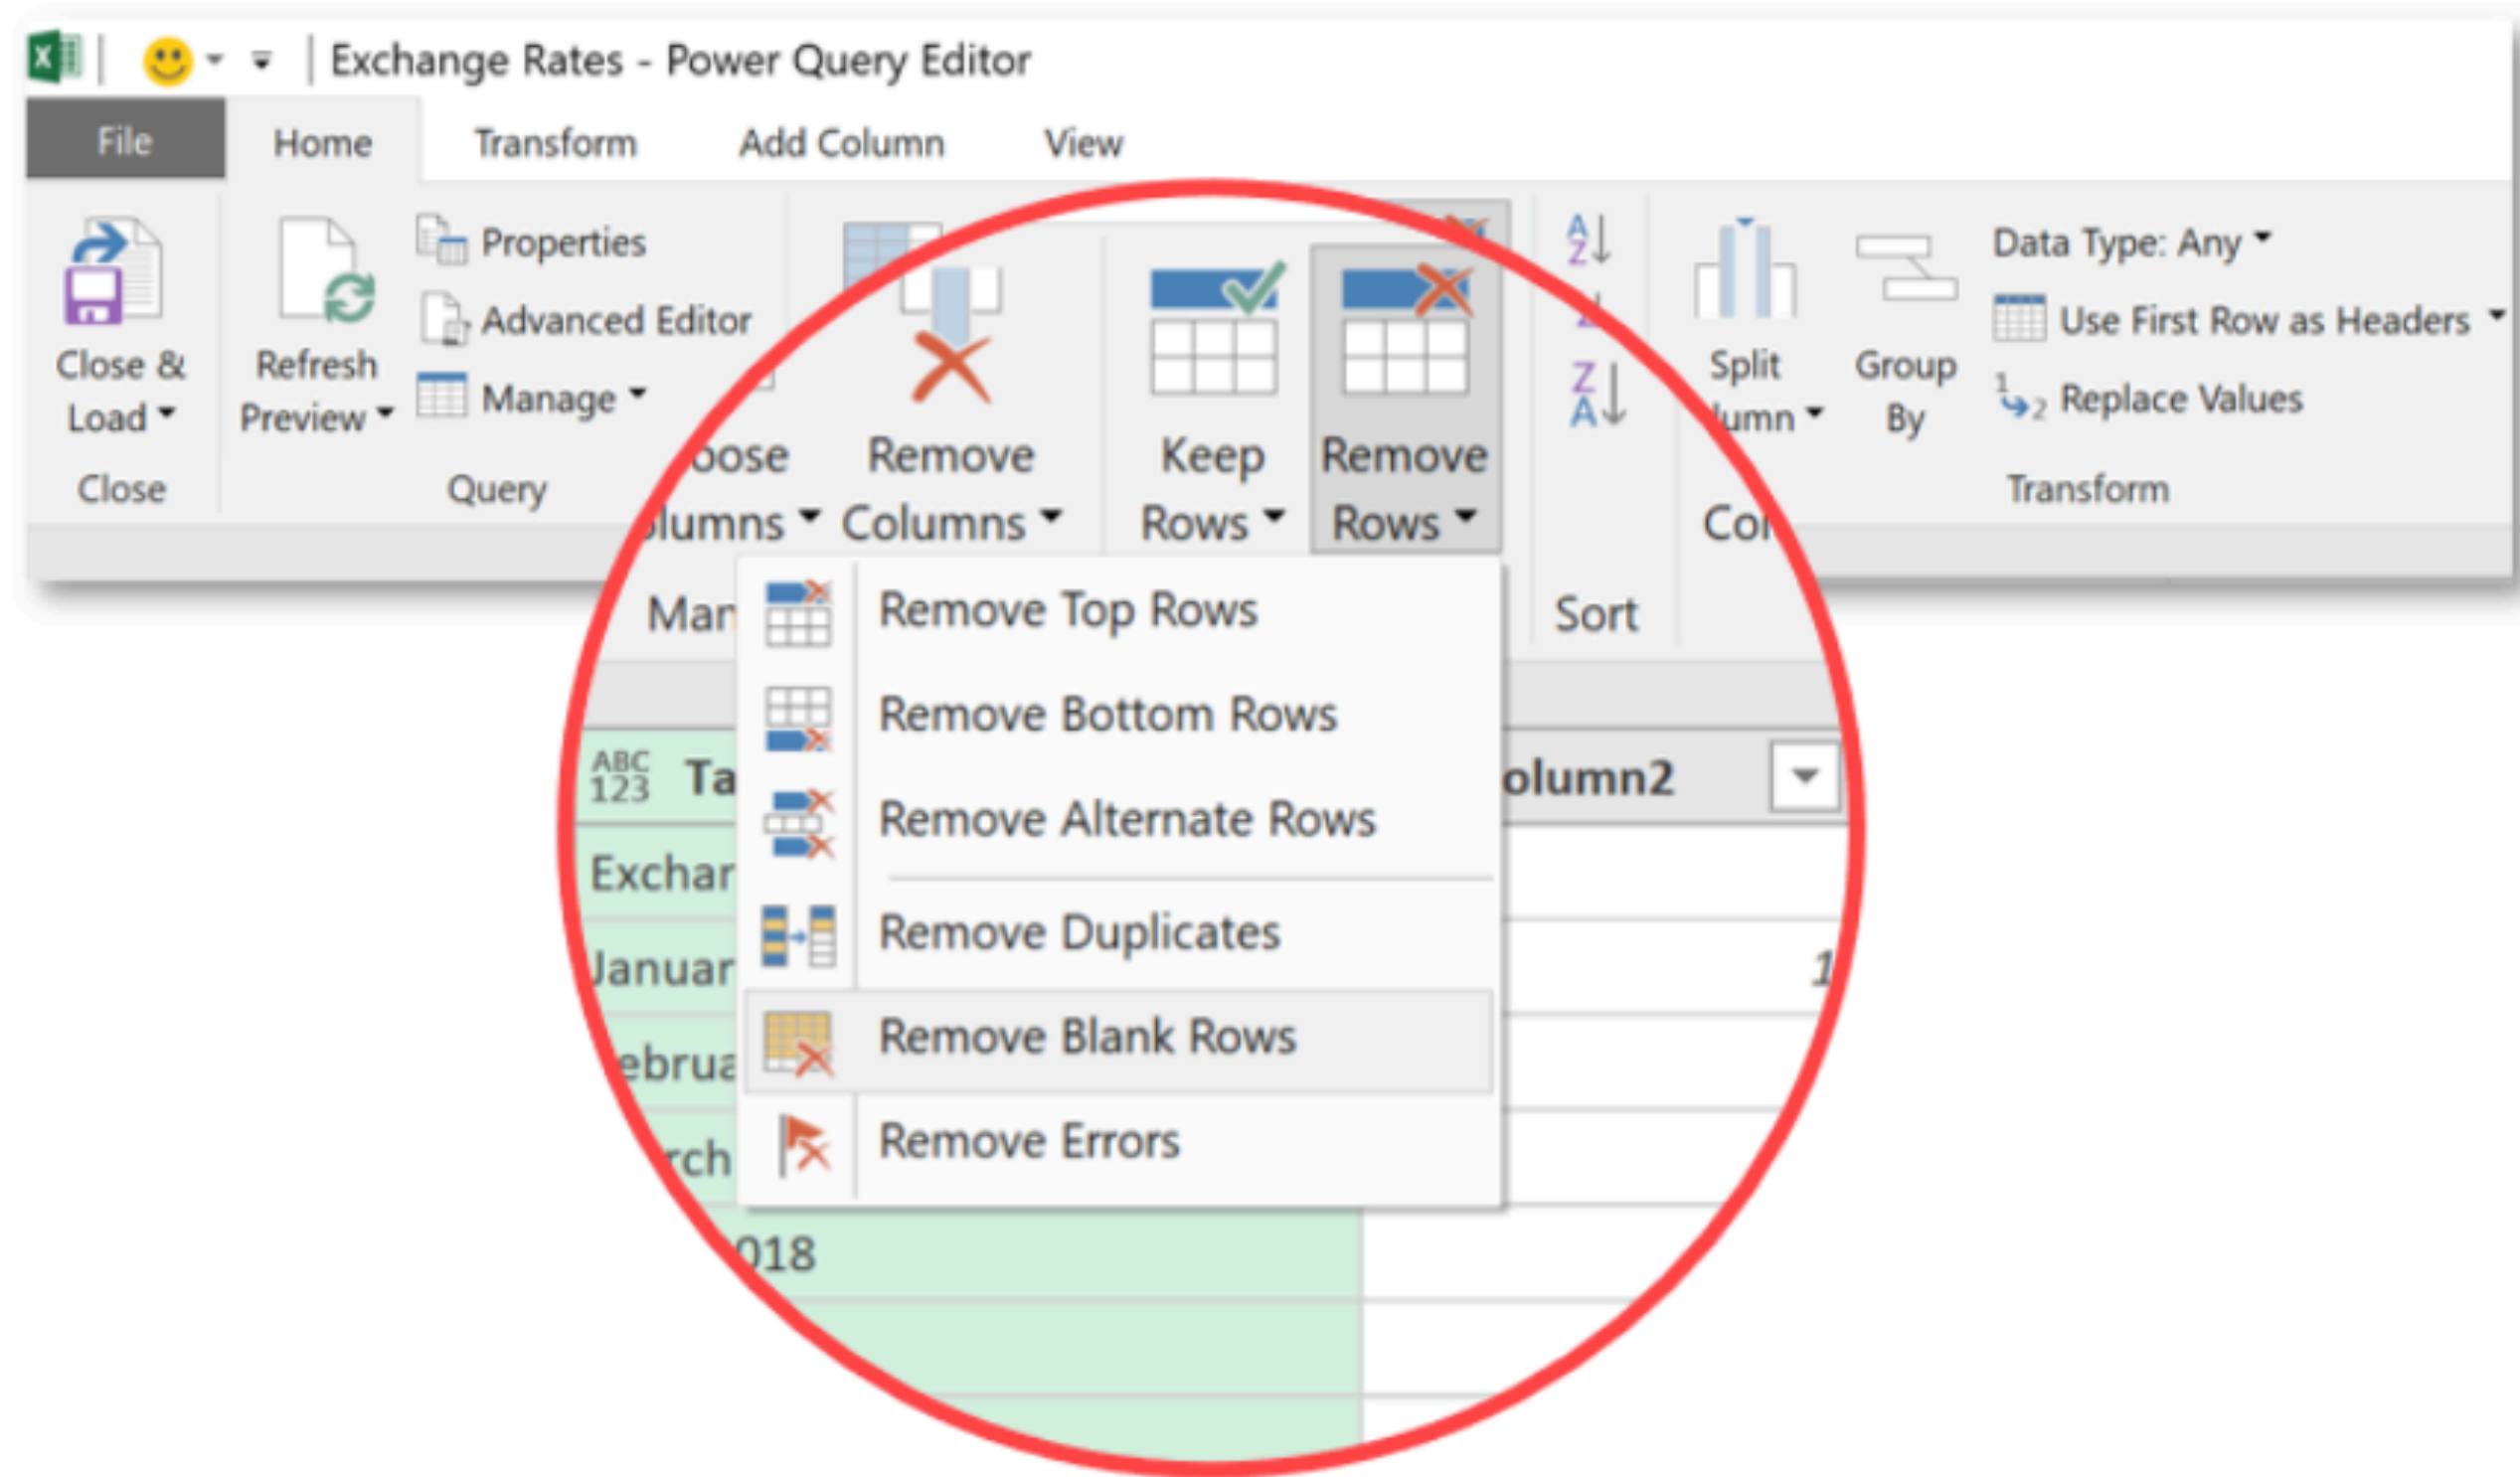 Exchange Rates - Power Query Editor
File Home Transform Add Column View
Close & Load
Close
Refresh Preview
Properties
Advanced Editor
Manage
Query
oose
lumns
Remove Columns
Keep Rows
Remove Rows
Man
Sort
Split
umn
Col
Group By
Data Type: Any
Use First Row as Headers
Replace Values
Transform
Remove Top Rows
Remove Bottom Rows
Remove Alternate Rows
Remove Duplicates
Remove Blank Rows
Remove Errors
ABC
123
Ta
olumn2
Exchar
Januar
1
ebrua
rch
018